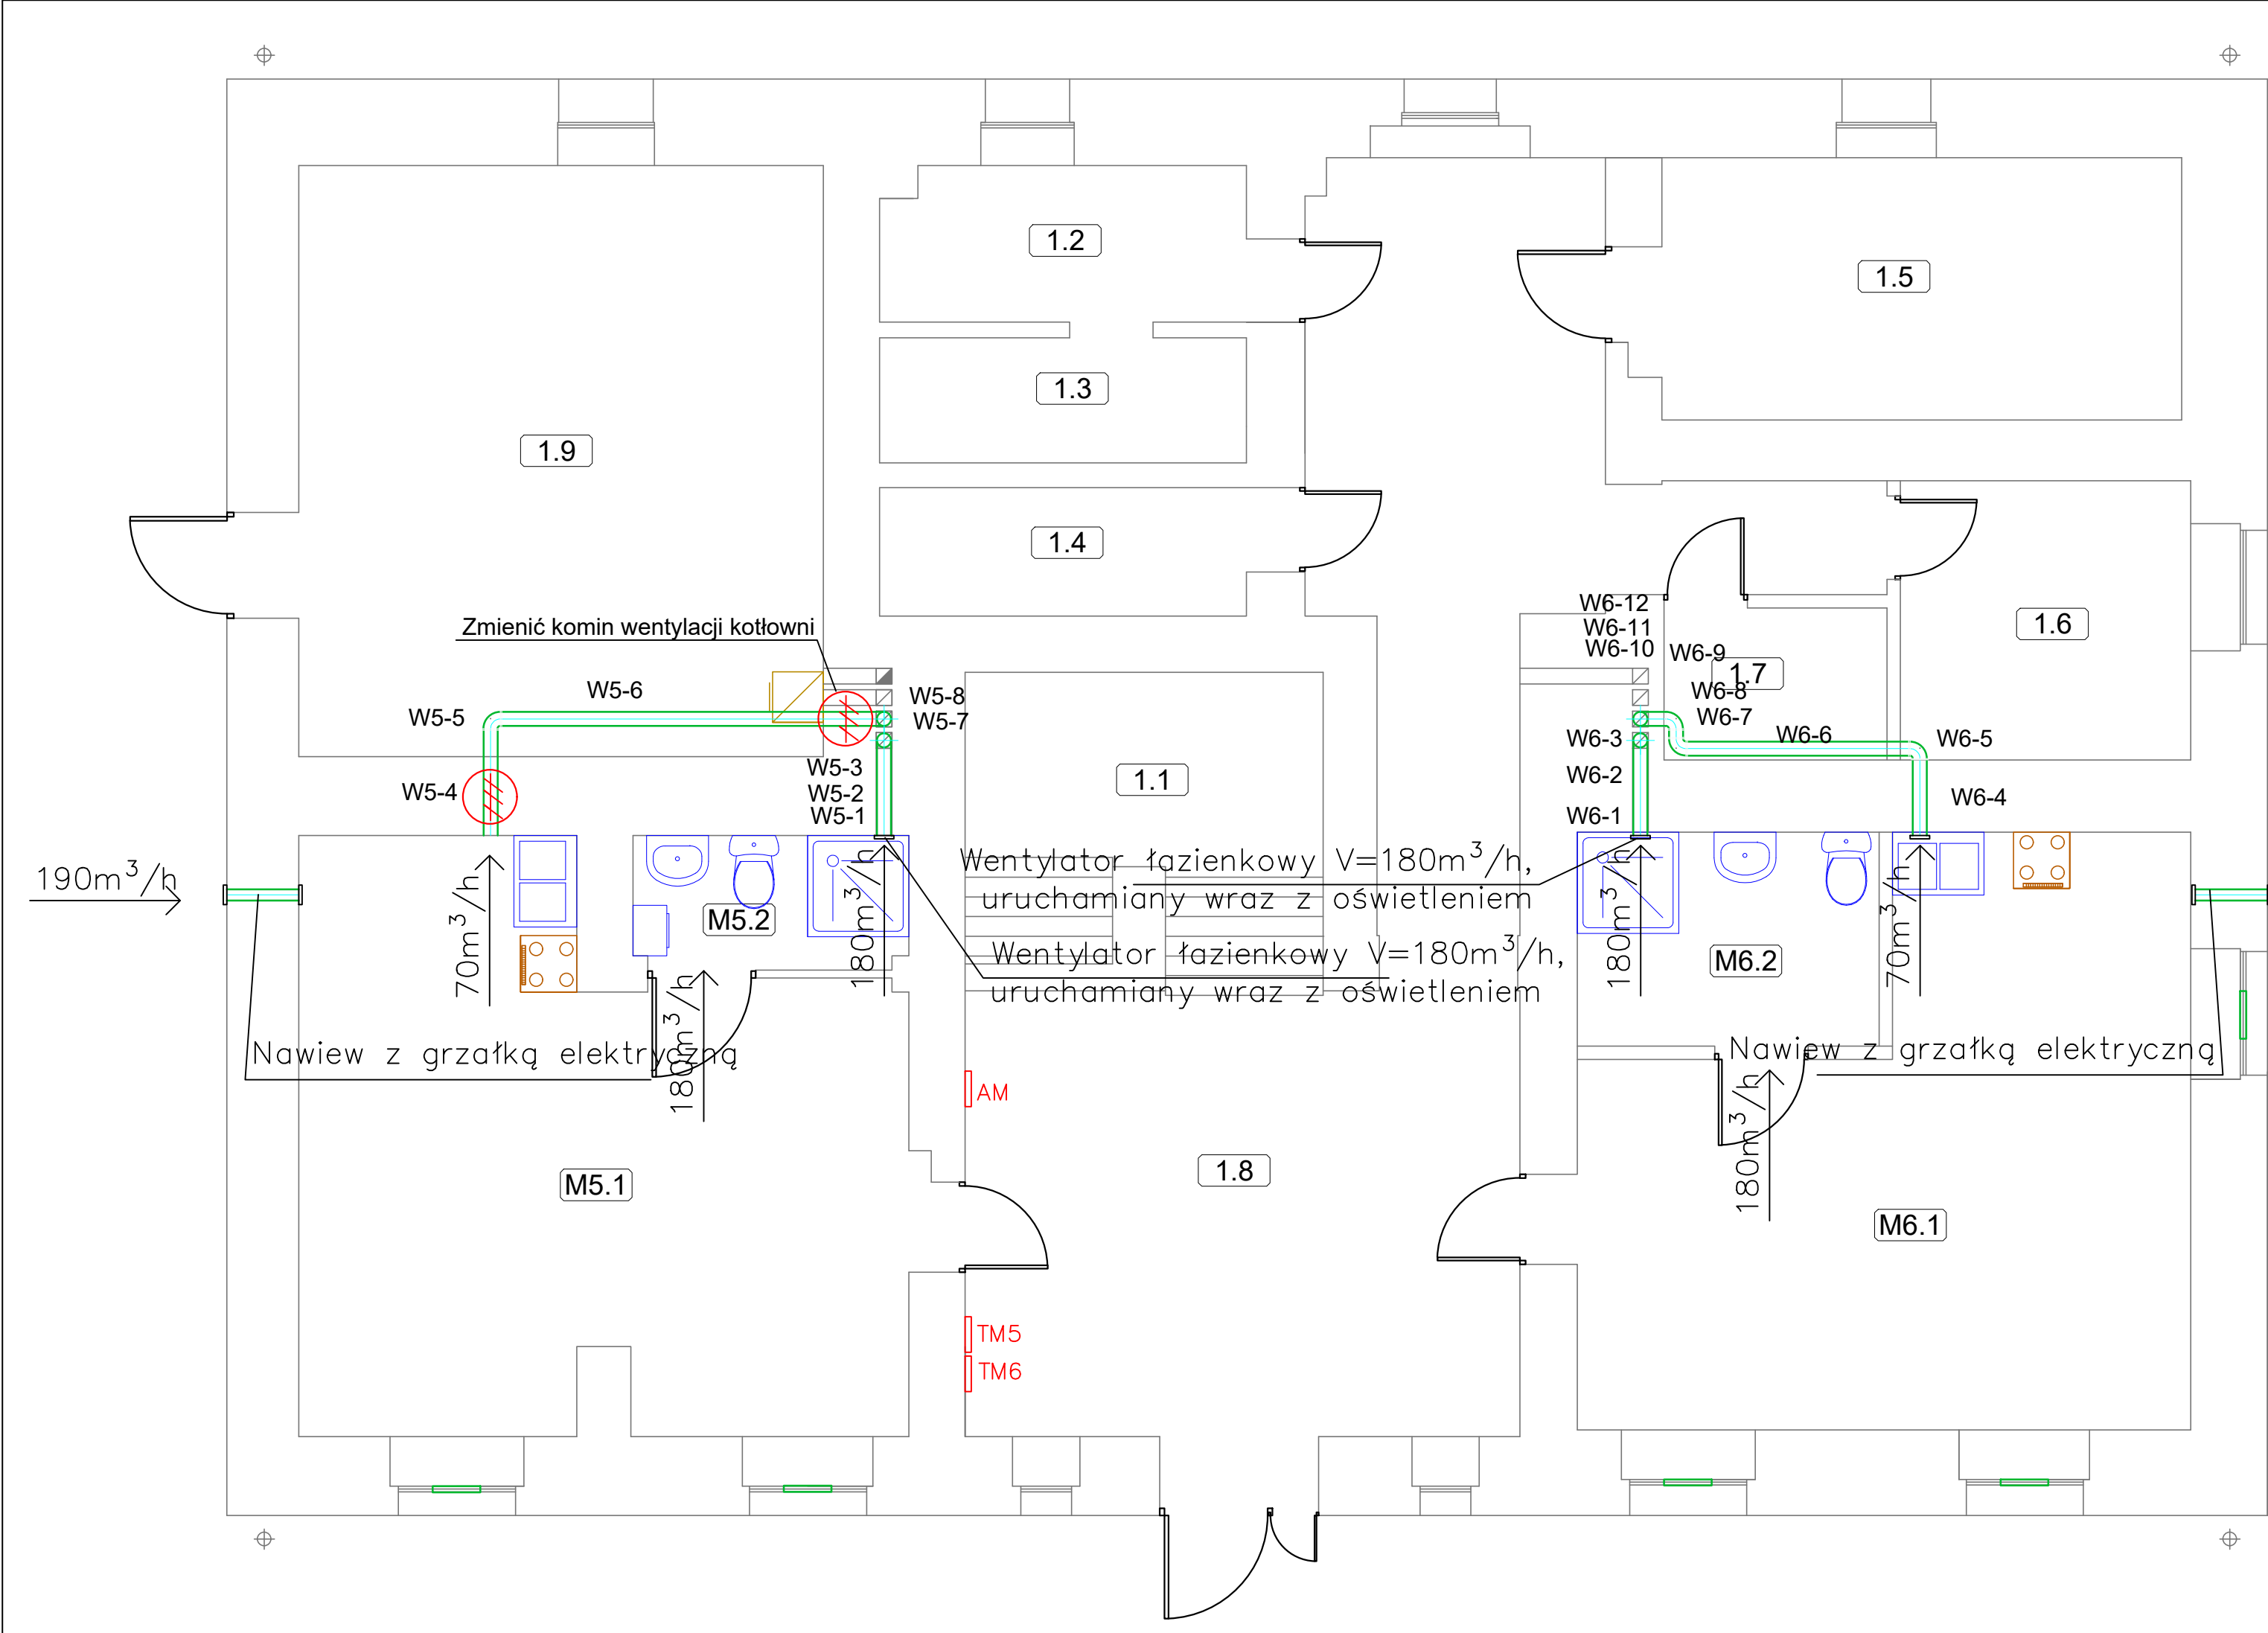 1.2
1.5
1.3
1.9
1.4
W6-12
1.6
Zmienić komin wentylacji kotłowni
W6-11
W6-10
W6-9
1.7
W5-6
W5-8
W6-8
W5-5
W5-7
W6-7
W6-6
W6-3
W6-5
W5-3
1.1
W6-2
W5-4
W5-2
W6-4
W5-1
W6-1
190m³/h
70m³/h
M5.2
180m³/h
180m³/h
Wentylator łazienkowy V=180m³/h,
uruchamiany wraz z oświetleniem
Wentylator łazienkowy V=180m³/h,
uruchamiany wraz z oświetleniem
180m³/h
M6.2
70m³/h
Nawiew z grzałką elektryczną
Nawiew z grzałką elektryczną
180m³/h
AM
M5.1
1.8
M6.1
TM5
TM6